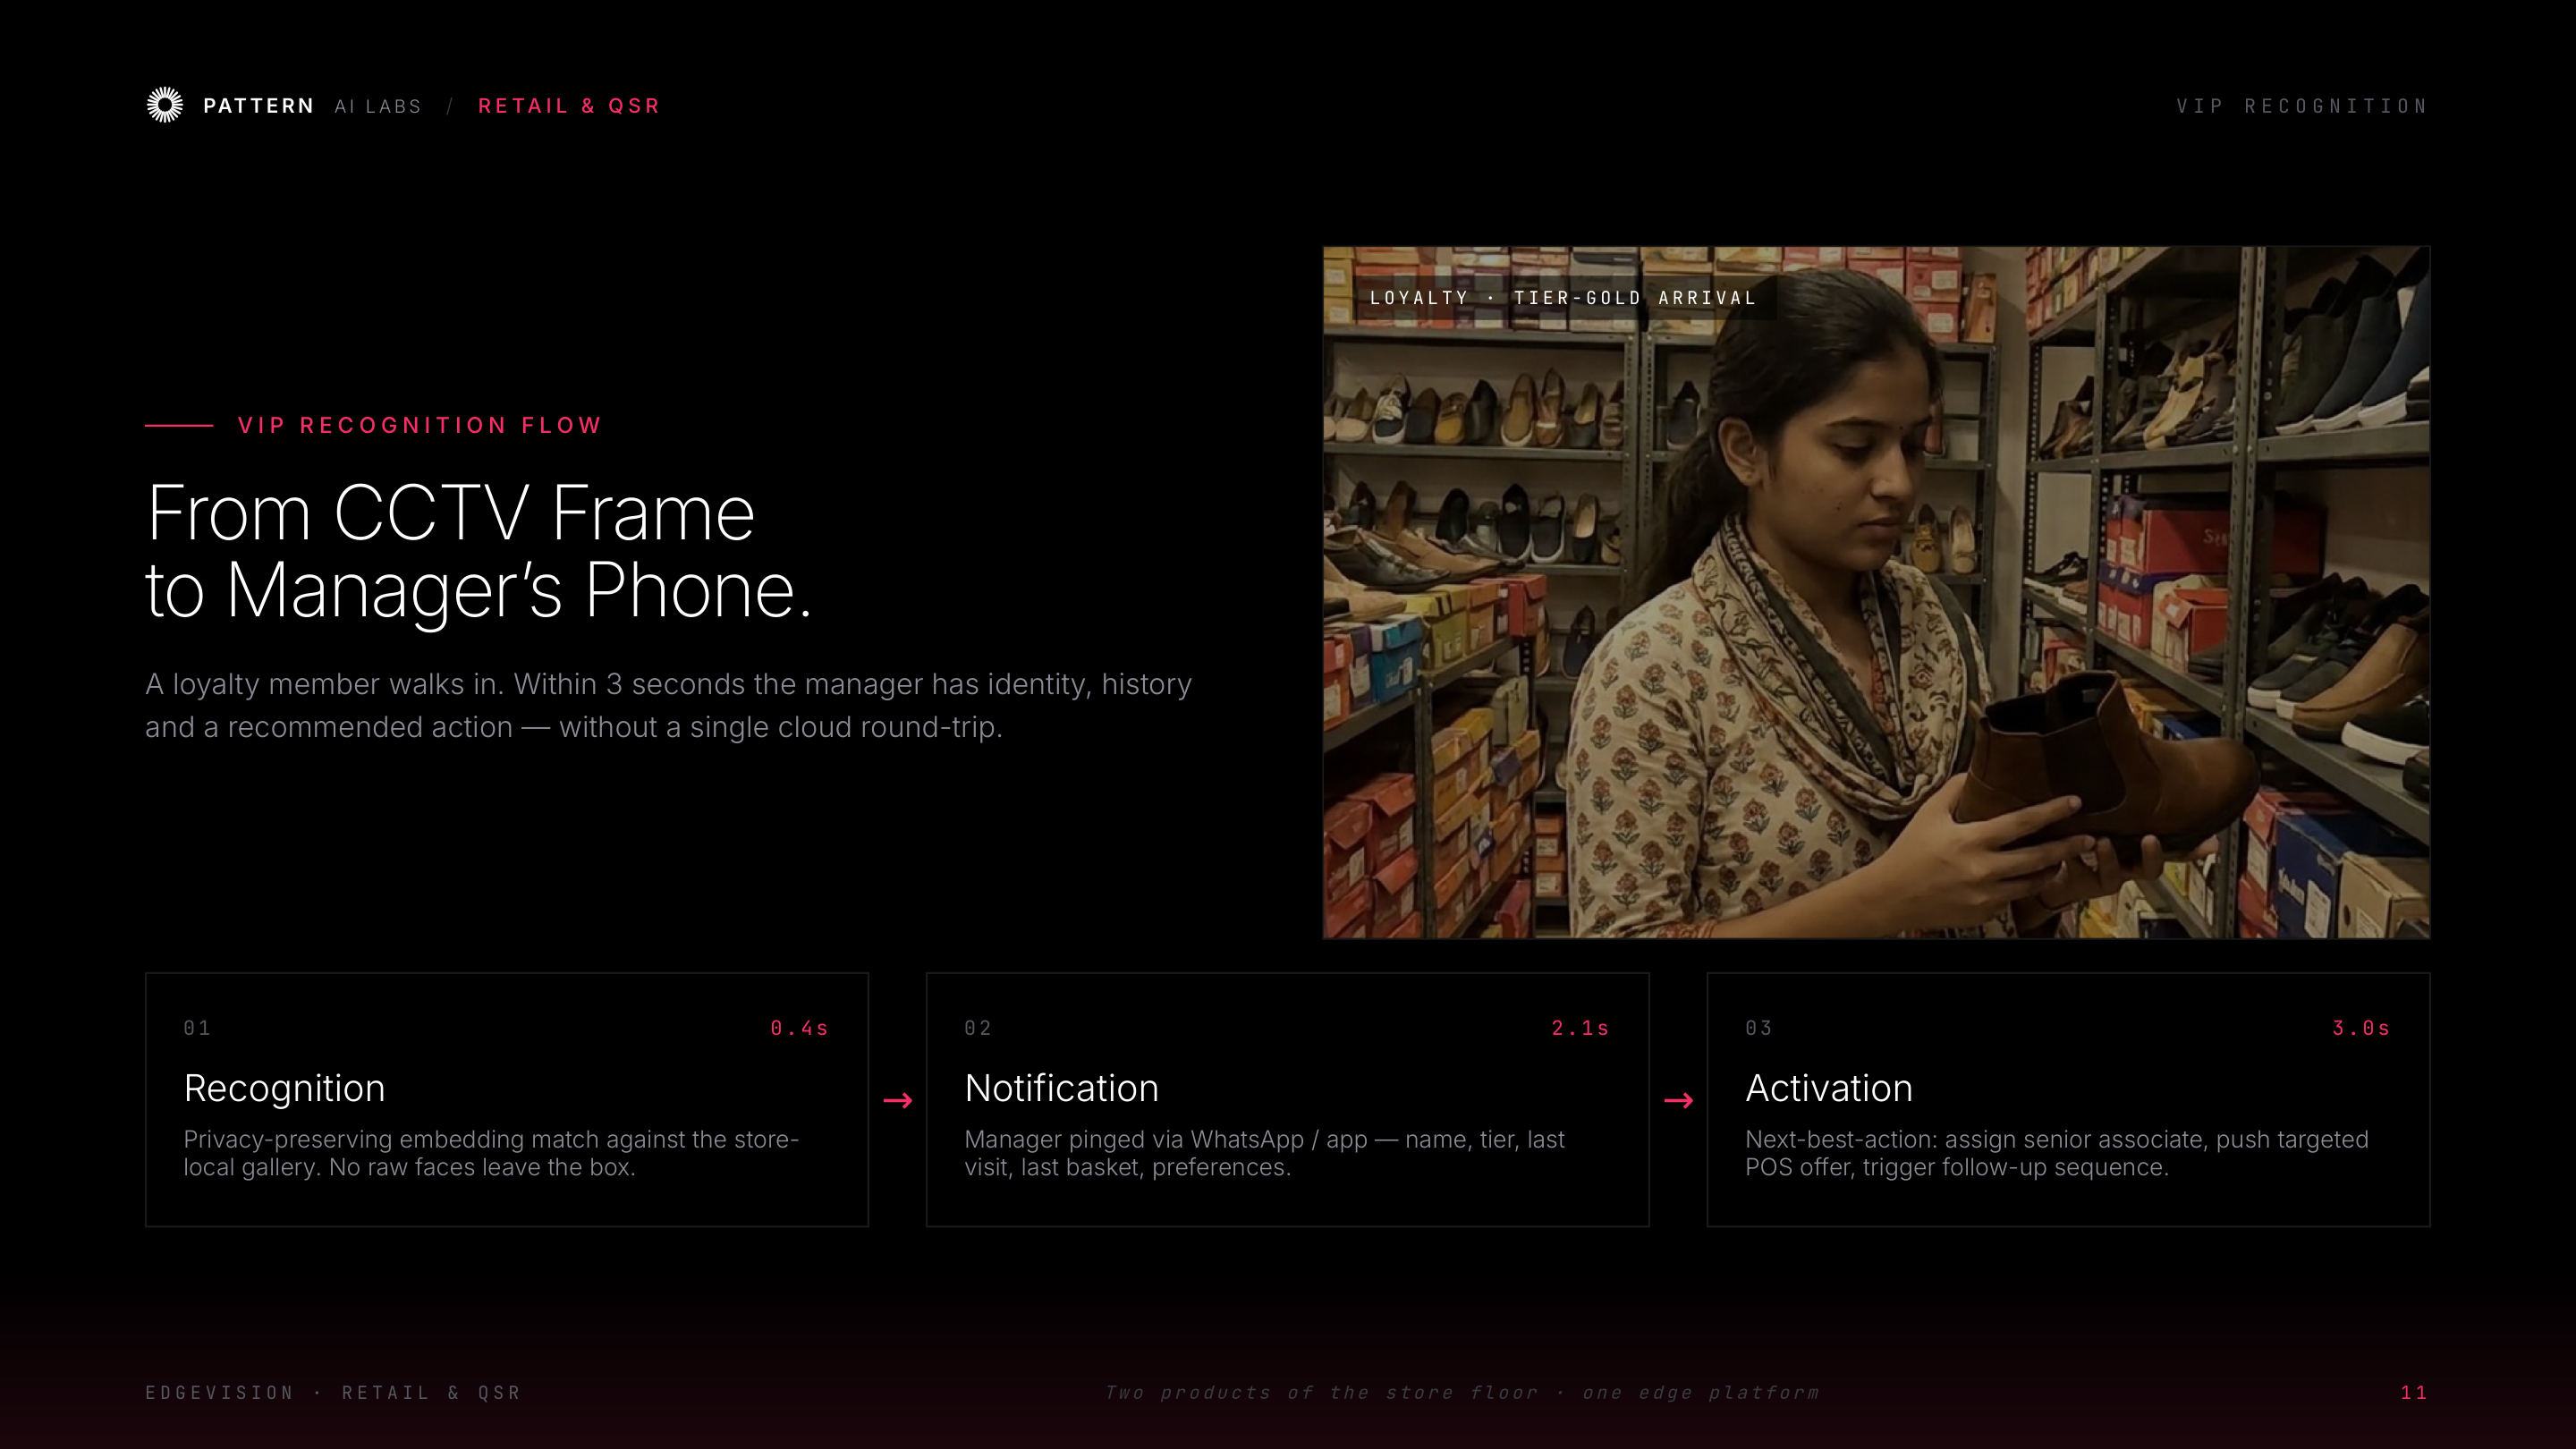 PATTERN AI LABS / RETAIL & QSR
VIP RECOGNITION
VIP RECOGNITION FLOW
From CCTV Frame
to Manager’s Phone.
A loyalty member walks in. Within 3 seconds the manager has identity, history
and a recommended action — without a single cloud round-trip.
LOYALTY · TIER-GOLD ARRIVAL
01 0.4s
Recognition
Privacy-preserving embedding match against the store-
local gallery. No raw faces leave the box.
→
02 2.1s
Notification
Manager pinged via WhatsApp / app — name, tier, last
visit, last basket, preferences.
→
03 3.0s
Activation
Next-best-action: assign senior associate, push targeted
POS offer, trigger follow-up sequence.
EDGEVISION · RETAIL & QSR
Two products of the store floor · one edge platform
11